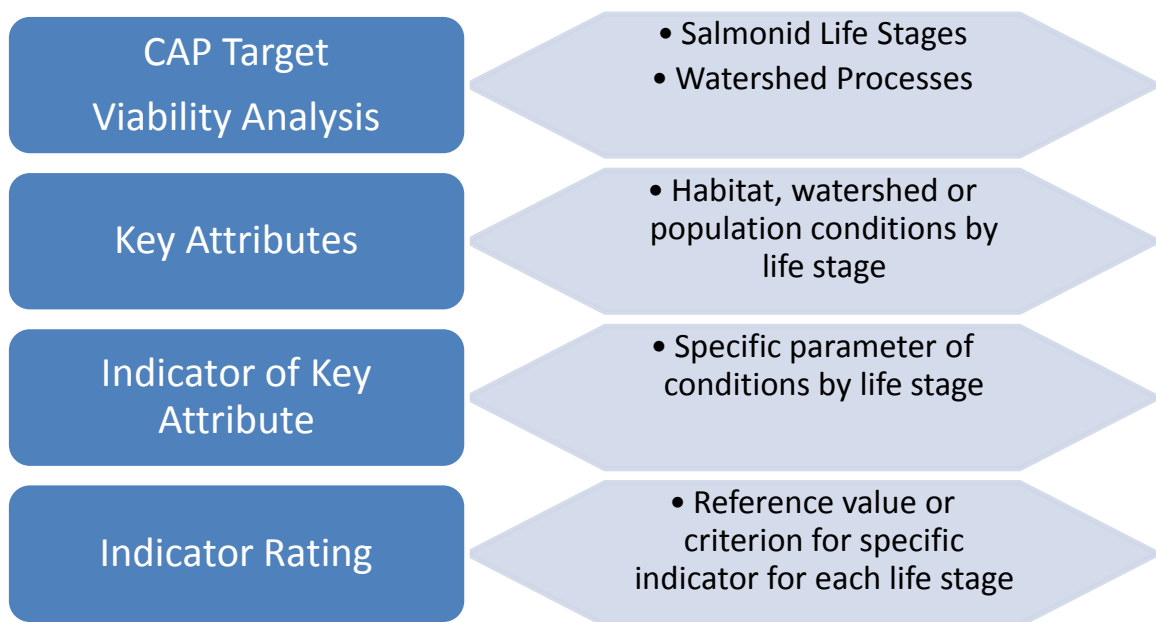 CAP Target
Viability Analysis
• Salmonid Life Stages
• Watershed Processes
Key Attributes
• Habitat, watershed or
population conditions by
life stage
Indicator of Key
Attribute
• Specific parameter of
conditions by life stage
Indicator Rating
• Reference value or
criterion for specific
indicator for each life stage